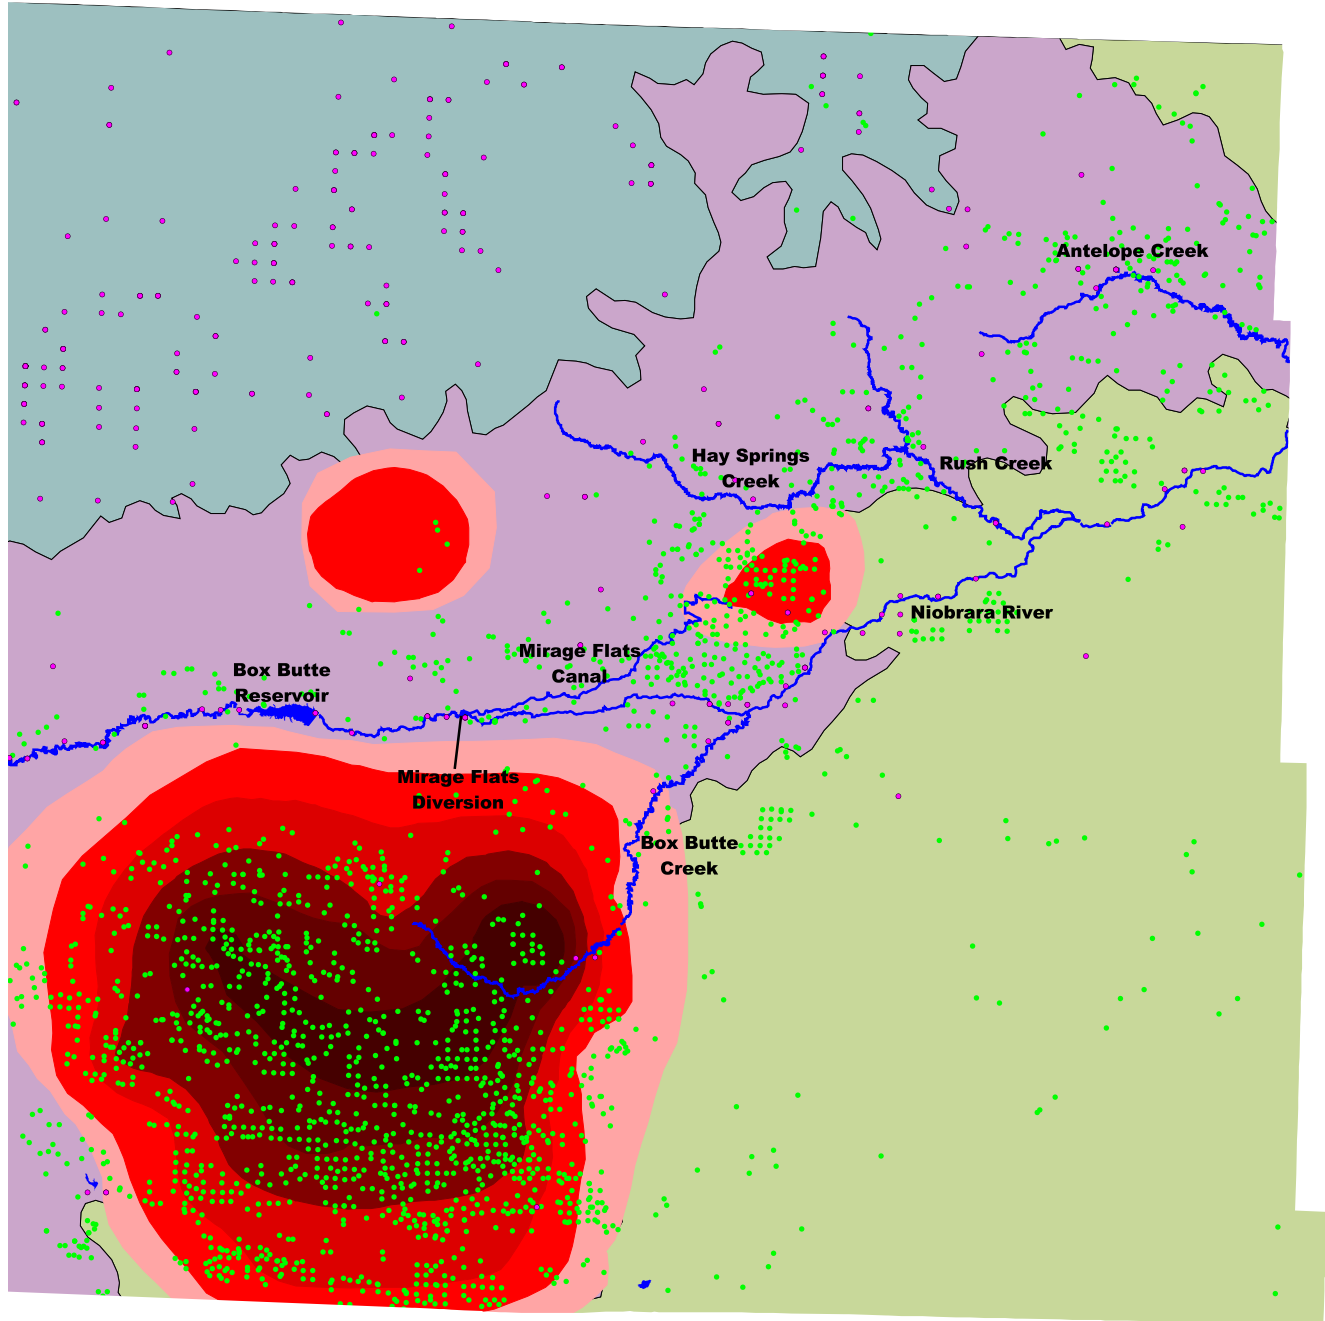 Antelope Creek
Hay Springs
Creek
Rush Creek
Niobrara River
Mirage Flats
Canal
Box Butte
Reservoir
Mirage Flats
Diversion
Box Butte
Creek